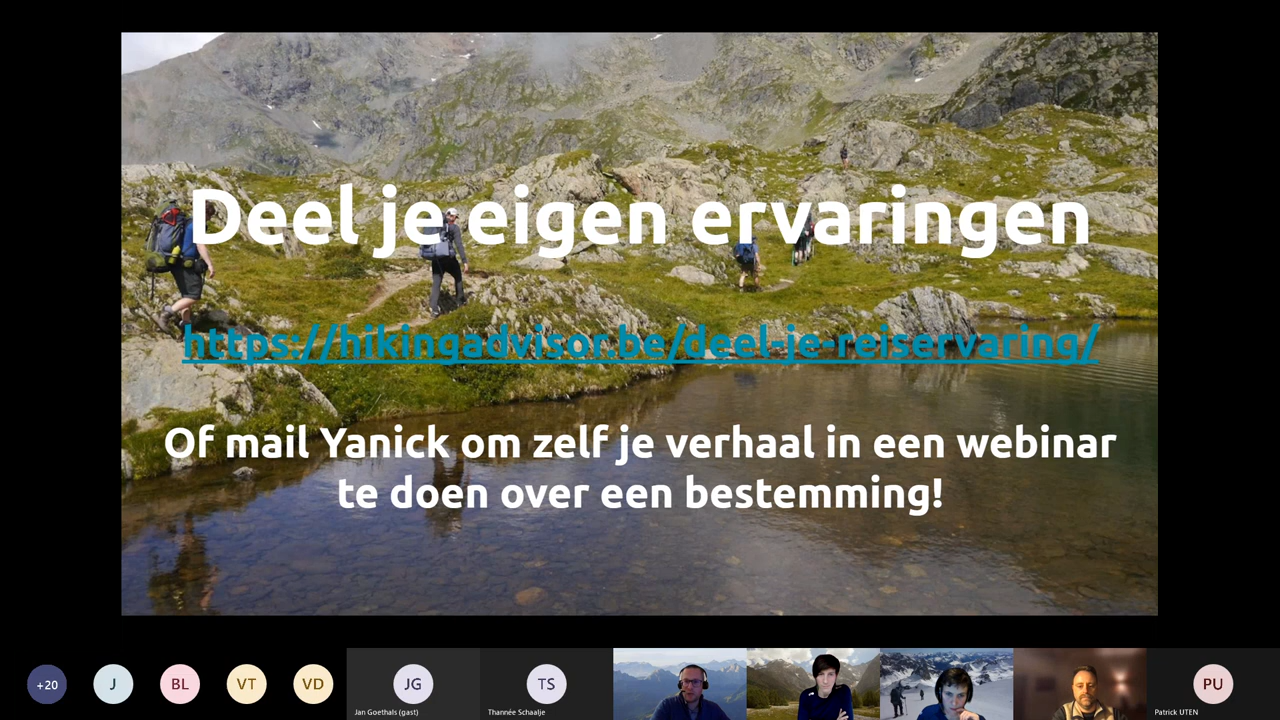 Deel je eigen ervaringen
https://hikingadvisor.be/deel-je-reiservaring/
Of mail Yanick om zelf je verhaal in een webinar
te doen over een bestemming!
+20
J
BL
VT
VD
JG
TS
PU
Jan Goethals (gast)
Thannée Schaalje
Patrick UTEN